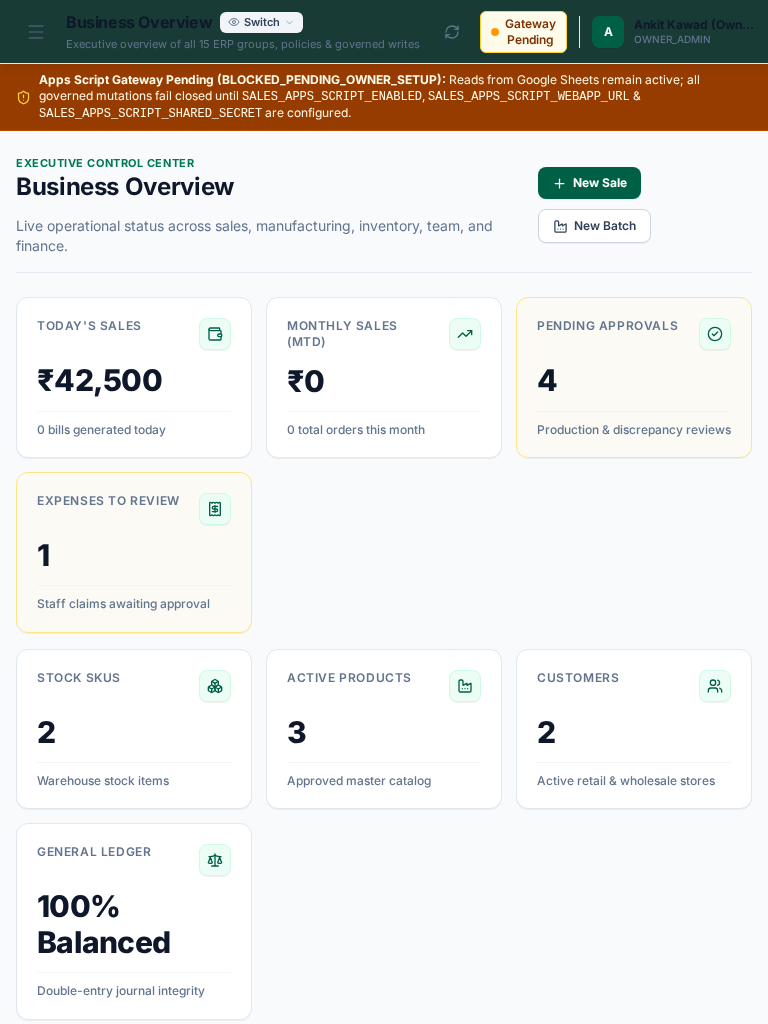 Business Overview
Switch
Executive overview of all 15 ERP groups, policies & governed writes
Gateway
Pending
A
Ankit Kawad (Own...
OWNER_ADMIN
Apps Script Gateway Pending (BLOCKED_PENDING_OWNER_SETUP): Reads from Google Sheets remain active; all
governed mutations fail closed until SALES_APPS_SCRIPT_ENABLED, SALES_APPS_SCRIPT_WEBAPP_URL &
SALES_APPS_SCRIPT_SHARED_SECRET are configured.
EXECUTIVE CONTROL CENTER
Business Overview
Live operational status across sales, manufacturing, inventory, team, and
finance.
New Sale
New Batch
TODAY'S SALES
₹42,500
0 bills generated today
MONTHLY SALES
(MTD)
₹0
0 total orders this month
PENDING APPROVALS
4
Production & discrepancy reviews
EXPENSES TO REVIEW
1
Staff claims awaiting approval
STOCK SKUS
2
Warehouse stock items
ACTIVE PRODUCTS
3
Approved master catalog
CUSTOMERS
2
Active retail & wholesale stores
GENERAL LEDGER
100%
Balanced
Double-entry journal integrity